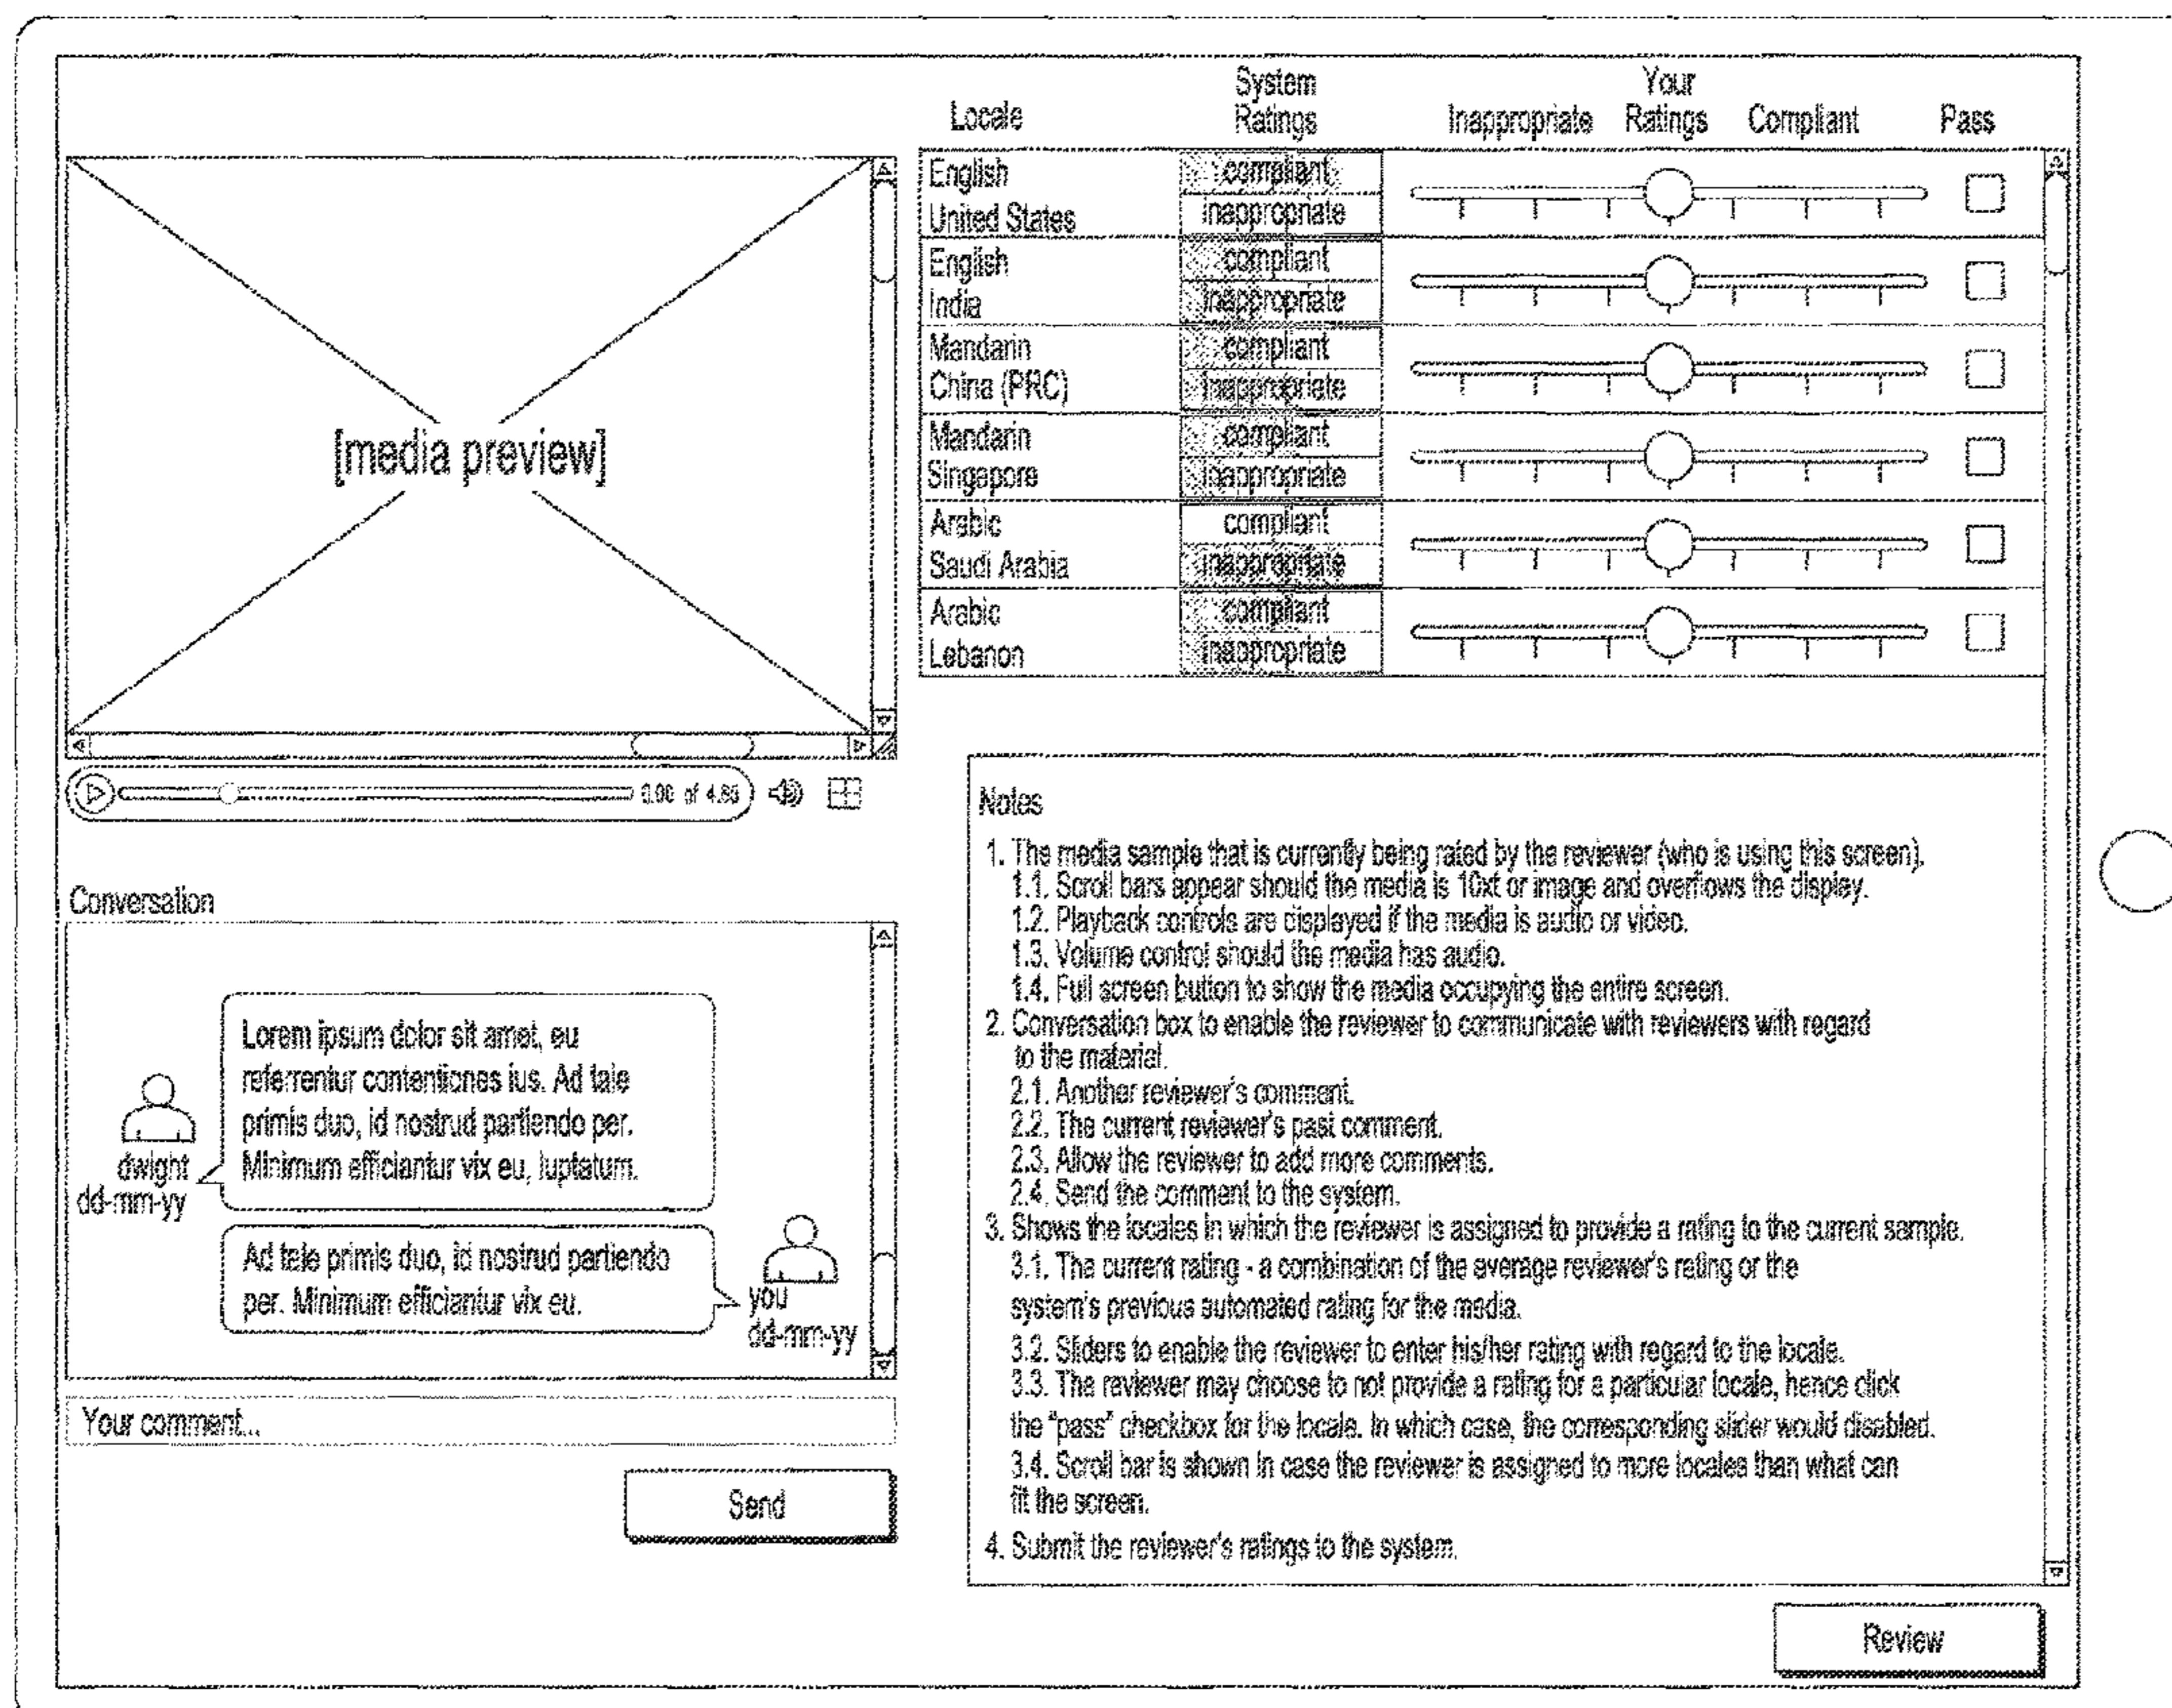 [media preview]
0.00 of 4.86
Conversation
Lorem ipsum dolor sit amet, eu
referrentur contentiones ius. Ad tale
primis duo, id nostrud partiendo per.
Minimum efficiantur vix eu, luptatum.
dwight
dd-mm-yy
Ad tale primis duo, id nostrud partiendo
per. Minimum efficiantur vix eu.
you
dd-mm-yy
Your comment...
Send
Locale
System
Ratings
Inappropriate
Your
Ratings
Compliant
Pass
English
United States
compliant
inappropriate
English
India
compliant
inappropriate
Mandarin
China (PRC)
compliant
inappropriate
Mandarin
Singapore
compliant
inappropriate
Arabic
Saudi Arabia
compliant
inappropriate
Arabic
Lebanon
compliant
inappropriate
Notes
1. The media sample that is currently being rated by the reviewer (who is using this screen).
1.1. Scroll bars appear should the media is 10xt or image and overflows the display.
1.2. Playback controls are displayed if the media is audio or video.
1.3. Volume control should the media has audio.
1.4. Full screen button to show the media occupying the entire screen.
2. Conversation box to enable the reviewer to communicate with reviewers with regard
to the material.
2.1. Another reviewer's comment.
2.2. The current reviewer's past comment.
2.3. Allow the reviewer to add more comments.
2.4. Send the comment to the system.
3. Shows the locales in which the reviewer is assigned to provide a rating to the current sample.
3.1. The current rating - a combination of the average reviewer's rating or the
system's previous automated rating for the media.
3.2. Sliders to enable the reviewer to enter his/her rating with regard to the locale.
3.3. The reviewer may choose to not provide a rating for a particular locale, hence click
the "pass" checkbox for the locale. In which case, the corresponding slider would disabled.
3.4. Scroll bar is shown in case the reviewer is assigned to more locales than what can
fit the screen.
4. Submit the reviewer's ratings to the system.
Review